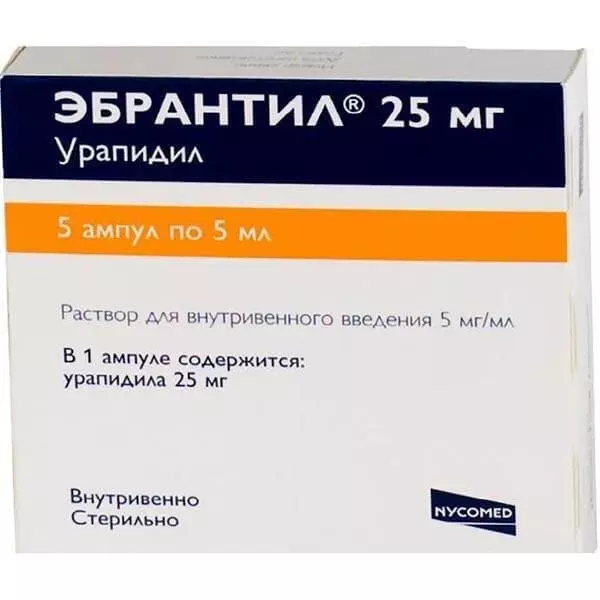 ЭБРАНТИЛ® 25 мг
Урапидил
5 ампул по 5 мл
Раствор для внутривенного введения 5 мг/мл
В 1 ампуле содержится:
урапидила 25 мг
Внутривенно
Стерильно
NYCOMED